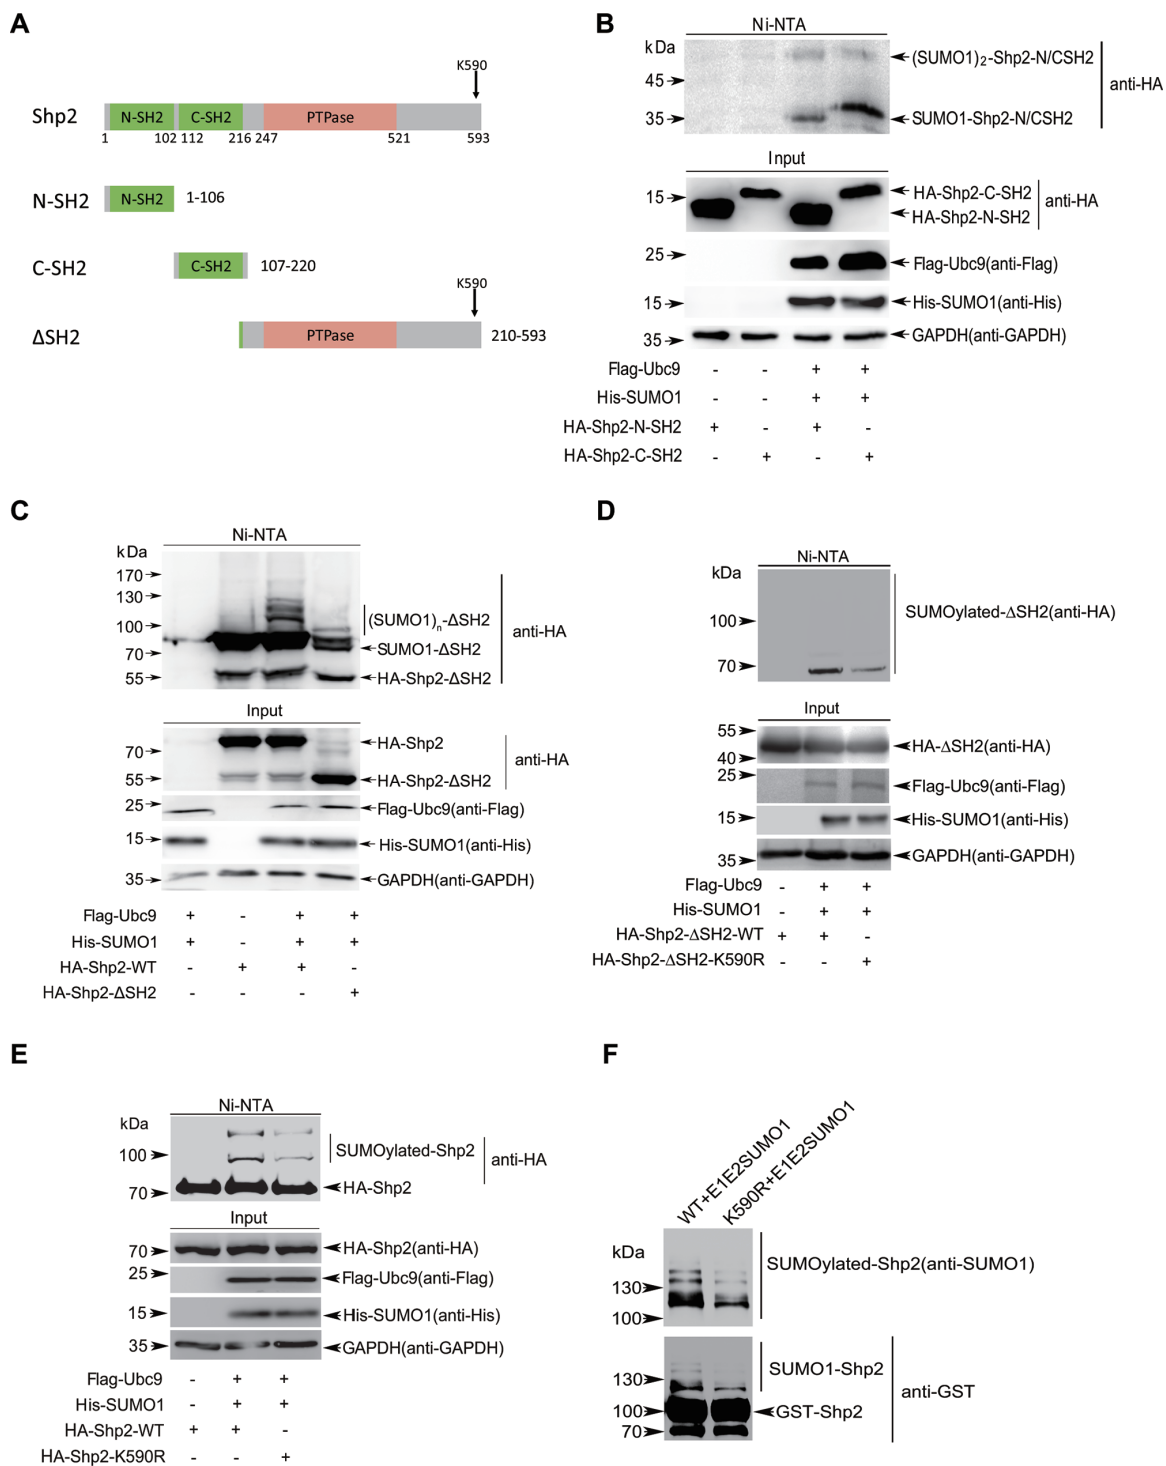 A
K590
Shp2
N-SH2
C-SH2
PTPase
1
102
112
216
247
521
593
N-SH2
N-SH2
1-106
C-SH2
C-SH2
107-220
K590
ΔSH2
PTPase
210-593
B
Ni-NTA
kDa
(SUMO1)2-Shp2-N/CSH2
45
anti-HA
35
SUMO1-Shp2-N/CSH2
Input
15
HA-Shp2-C-SH2
anti-HA
HA-Shp2-N-SH2
25
Flag-Ubc9(anti-Flag)
15
His-SUMO1(anti-His)
35
GAPDH(anti-GAPDH)
Flag-Ubc9 - - + +
His-SUMO1 - - + +
HA-Shp2-N-SH2 + - + -
HA-Shp2-C-SH2 - + - +
C
Ni-NTA
kDa
170
130
(SUMO1)n-ΔSH2
100
anti-HA
70
SUMO1-ΔSH2
55
HA-Shp2-ΔSH2
Input
HA-Shp2
70
anti-HA
55
HA-Shp2-ΔSH2
25
Flag-Ubc9(anti-Flag)
15
His-SUMO1(anti-His)
35
GAPDH(anti-GAPDH)
Flag-Ubc9 + - + +
His-SUMO1 + - + +
HA-Shp2-WT - + + -
HA-Shp2-ΔSH2 - - - +
D
Ni-NTA
kDa
SUMOylated-ΔSH2(anti-HA)
100
70
Input
55
HA-ΔSH2(anti-HA)
40
25
Flag-Ubc9(anti-Flag)
15
His-SUMO1(anti-His)
35
GAPDH(anti-GAPDH)
Flag-Ubc9 - + +
His-SUMO1 - + +
HA-Shp2-ΔSH2-WT + + -
HA-Shp2-ΔSH2-K590R - - +
E
Ni-NTA
kDa
SUMOylated-Shp2
100
anti-HA
70
HA-Shp2
Input
70
HA-Shp2(anti-HA)
25
Flag-Ubc9(anti-Flag)
15
His-SUMO1(anti-His)
35
GAPDH(anti-GAPDH)
Flag-Ubc9 - + +
His-SUMO1 - + +
HA-Shp2-WT + + -
HA-Shp2-K590R - - +
F
WT+E1E2SUMO1
K590R+E1E2SUMO1
kDa
SUMOylated-Shp2(anti-SUMO1)
130
100
SUMO1-Shp2
130
anti-GST
100
GST-Shp2
70